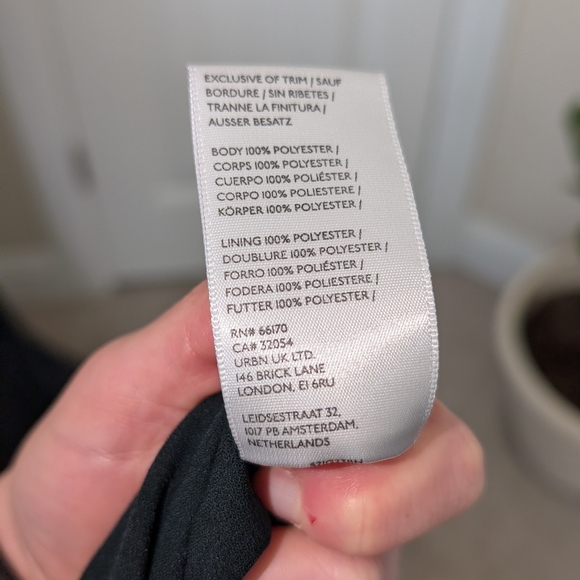 EXCLUSIVE OF TRIM / SAUF
BORDURE / SIN RIBETES /
TRANNE LA FINITURA /
AUSSER BESATZ
BODY 100% POLYESTER /
CORPS 100% POLYESTER /
CUERPO 100% POLIÉSTER /
CORPO 100% POLIESTERE /
KÖRPER 100% POLYESTER /
LINING 100% POLYESTER /
DOUBLURE 100% POLYESTER /
FORRO 100% POLIÉSTER /
FODERA 100% POLIESTERE /
FUTTER 100% POLYESTER /
RN# 66170
CA# 32054
URBN UK LTD.
146 BRICK LANE
LONDON, E1 6RU
LEIDSESTRAAT 32,
1017 PB AMSTERDAM,
NETHERLANDS